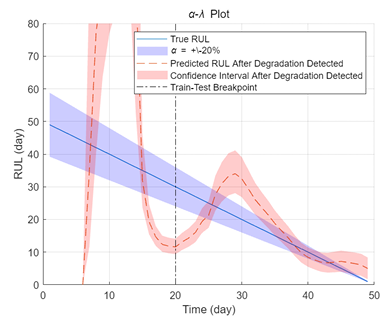 α-λ Plot
True RUL
α = +\-20%
Predicted RUL After Degradation Detected
Confidence Interval After Degradation Detected
Train-Test Breakpoint
RUL (day)
80
70
60
50
40
30
20
10
0
0 10 20 30 40 50
Time (day)